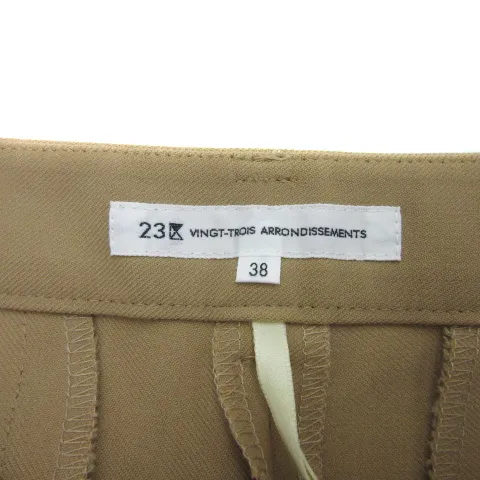 23区 VINGT-TROIS ARRONDISSEMENTS
38